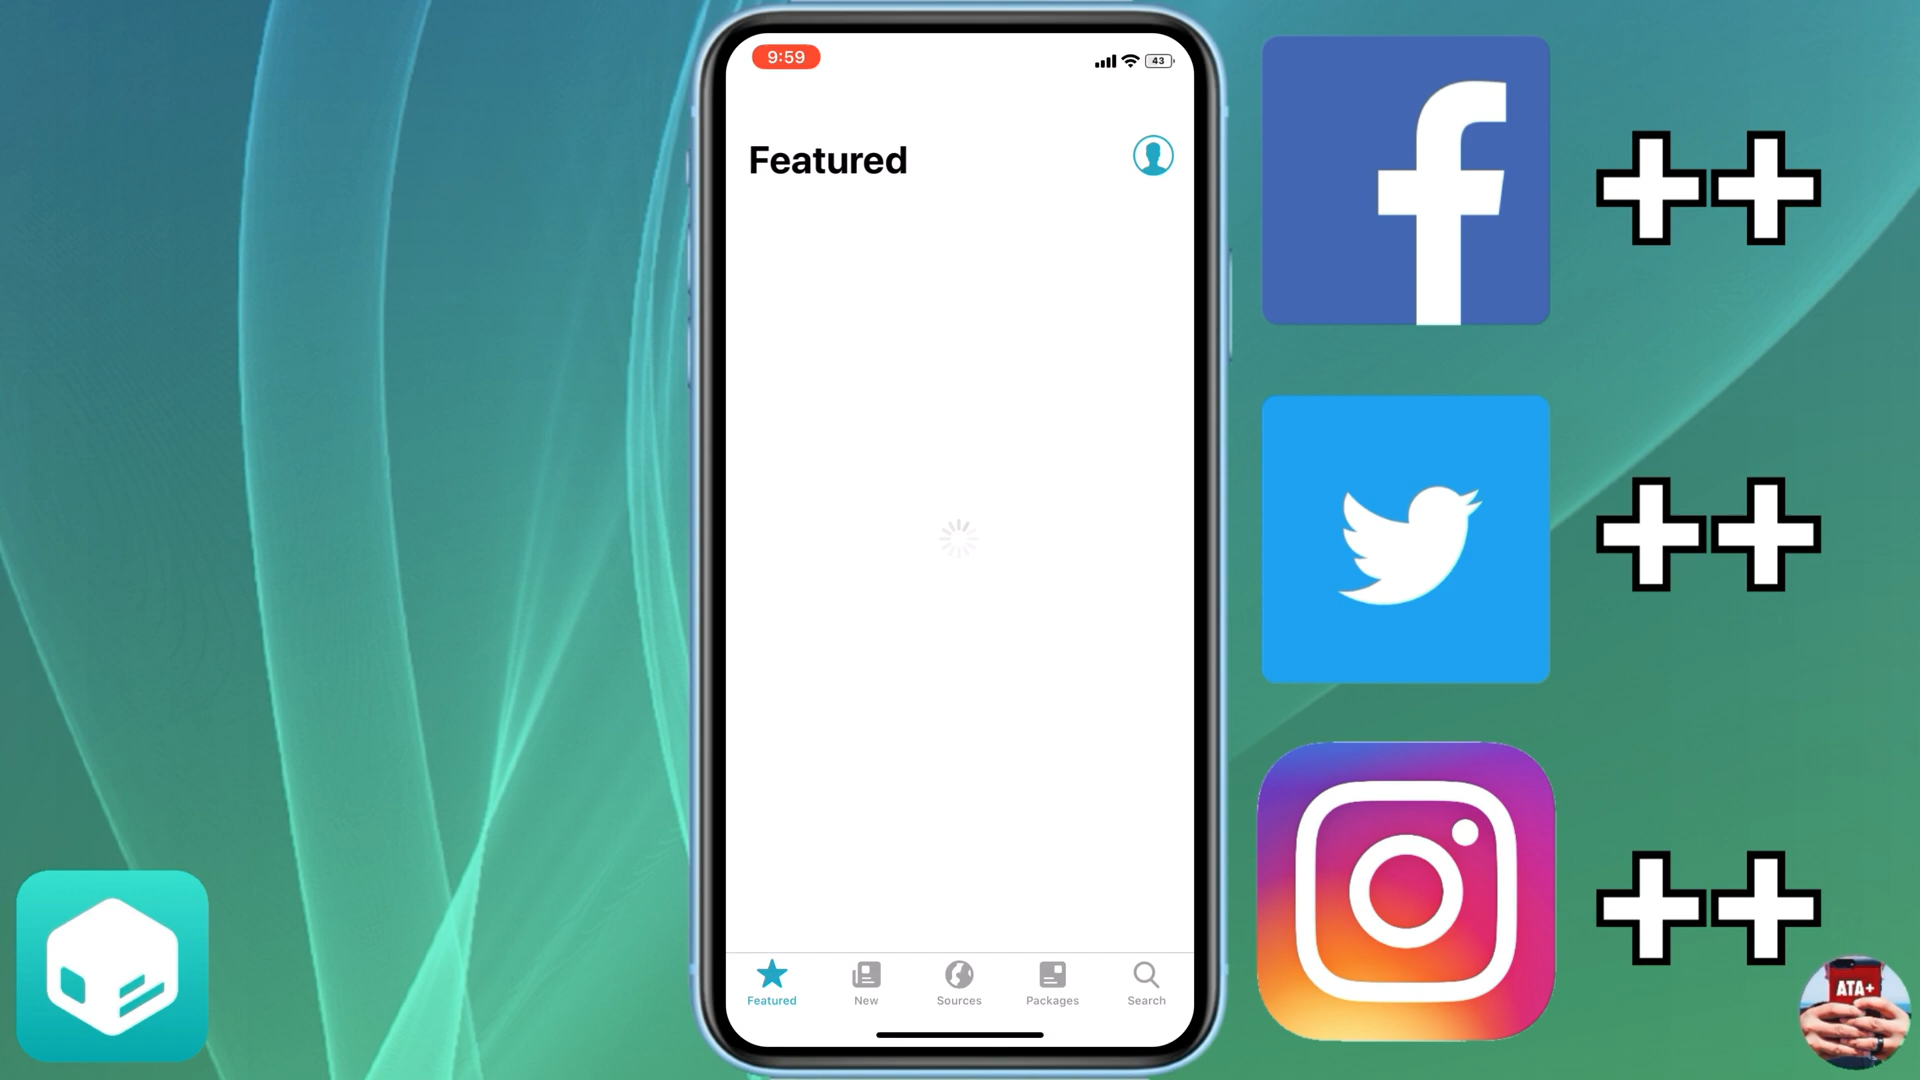 9:59
43
Featured
Featured
New
Sources
Packages
Search
++
++
++
ATA+